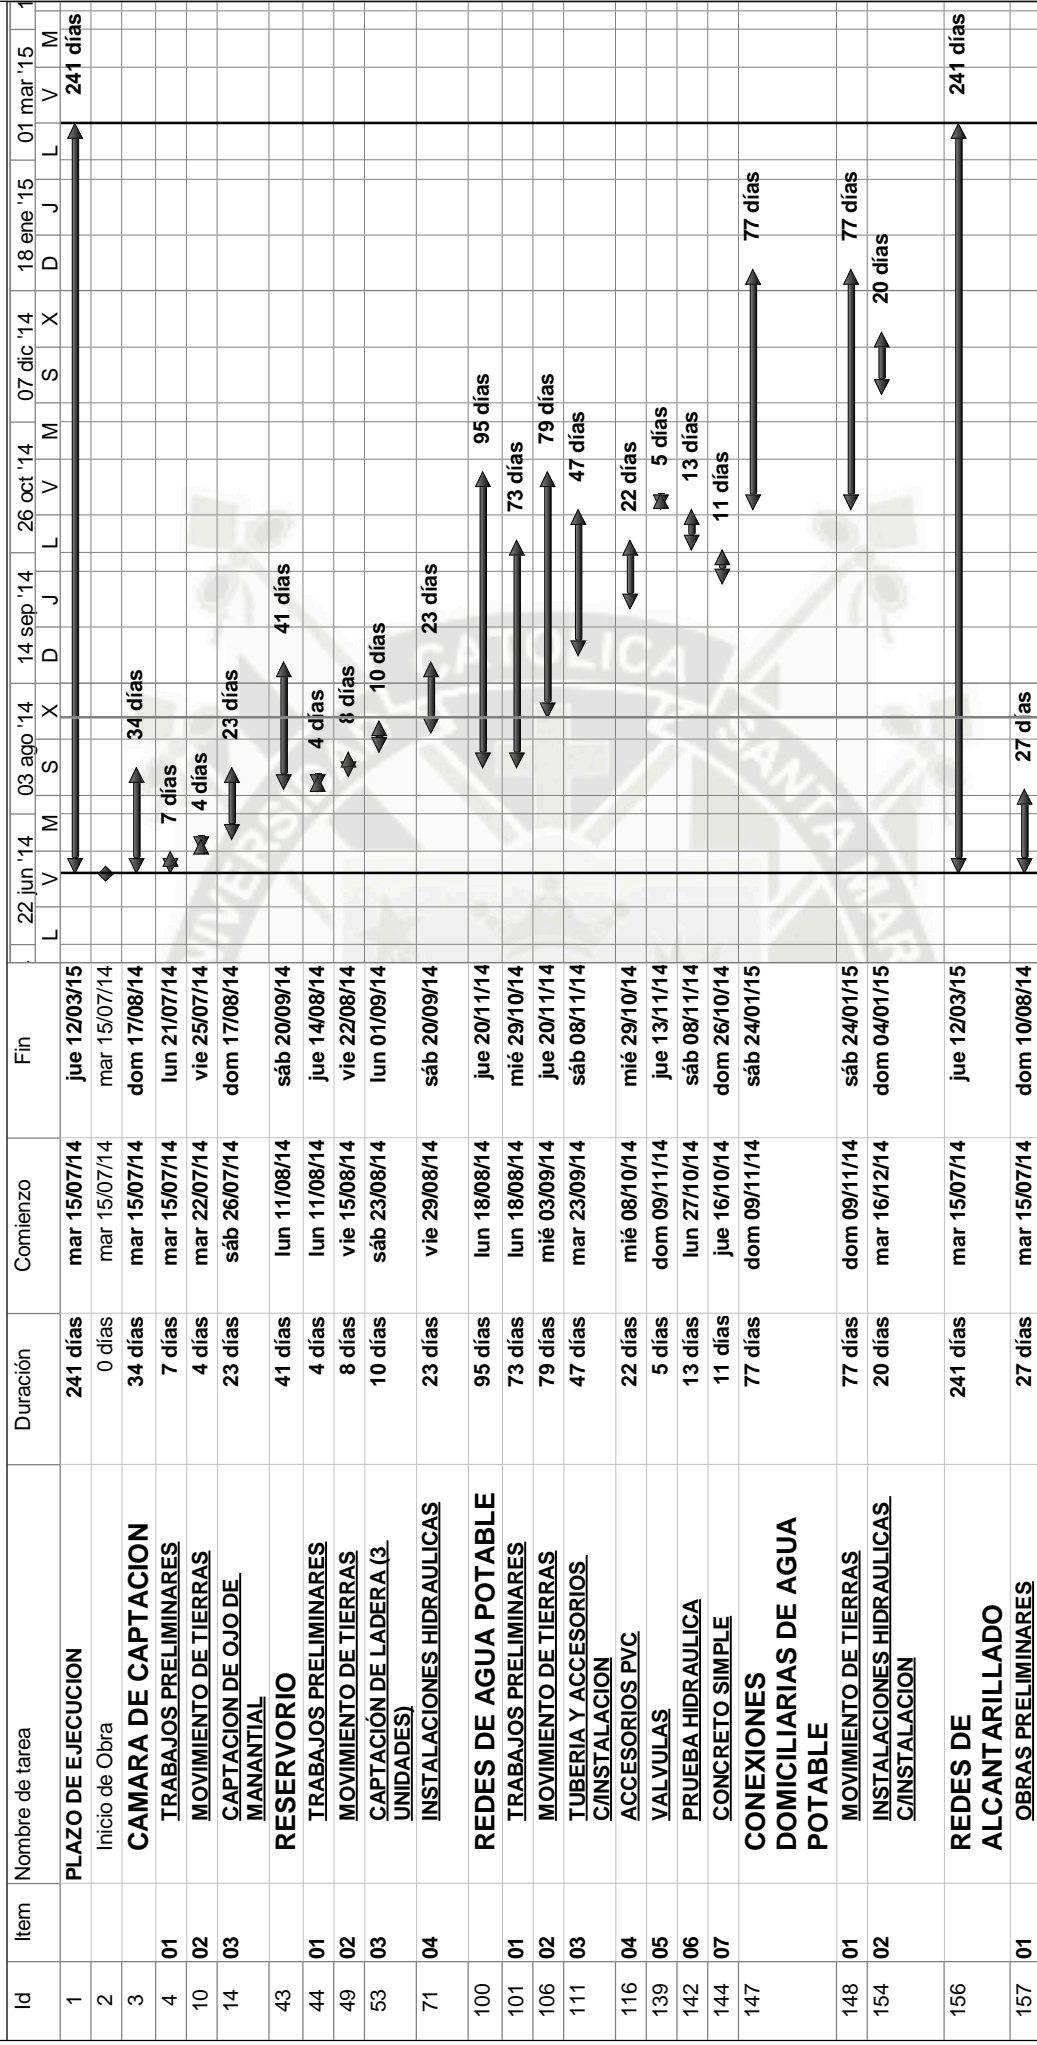 Id Item Nombre de tarea Duración Comienzo Fin
22 jun '14 03 ago '14 14 sep '14 26 oct '14 07 dic '14 18 ene '15 01 mar '15 1
L V M S X D J L V M S X D J L V M
1 PLAZO DE EJECUCION 241 días mar 15/07/14 jue 12/03/15 241 días
2 Inicio de Obra 0 días mar 15/07/14 mar 15/07/14
3 CAMARA DE CAPTACION 34 días mar 15/07/14 dom 17/08/14 34 días
4 01 TRABAJOS PRELIMINARES 7 días mar 15/07/14 lun 21/07/14 7 días
10 02 MOVIMIENTO DE TIERRAS 4 días mar 22/07/14 vie 25/07/14 4 días
14 03 CAPTACION DE OJO DE 23 días sáb 26/07/14 dom 17/08/14 23 días
MANANTIAL
43 RESERVORIO 41 días lun 11/08/14 sáb 20/09/14 41 días
44 01 TRABAJOS PRELIMINARES 4 días lun 11/08/14 jue 14/08/14 4 días
49 02 MOVIMIENTO DE TIERRAS 8 días vie 15/08/14 vie 22/08/14 8 días
53 03 CAPTACIÓN DE LADERA (3 10 días sáb 23/08/14 lun 01/09/14 10 días
UNIDADES)
71 04 INSTALACIONES HIDRAULICAS 23 días vie 29/08/14 sáb 20/09/14 23 días
100 REDES DE AGUA POTABLE 95 días lun 18/08/14 jue 20/11/14 95 días
101 01 TRABAJOS PRELIMINARES 73 días lun 18/08/14 mié 29/10/14 73 días
106 02 MOVIMIENTO DE TIERRAS 79 días mié 03/09/14 jue 20/11/14 79 días
111 03 TUBERIA Y ACCESORIOS 47 días mar 23/09/14 sáb 08/11/14 47 días
C/INSTALACION
116 04 ACCESORIOS PVC 22 días mié 08/10/14 mié 29/10/14 22 días
139 05 VALVULAS 5 días dom 09/11/14 jue 13/11/14 5 días
142 06 PRUEBA HIDRAULICA 13 días lun 27/10/14 sáb 08/11/14 13 días
144 07 CONCRETO SIMPLE 11 días jue 16/10/14 dom 26/10/14 11 días
147 CONEXIONES 77 días dom 09/11/14 sáb 24/01/15 77 días
DOMICILIARIAS DE AGUA
POTABLE
148 01 MOVIMIENTO DE TIERRAS 77 días dom 09/11/14 sáb 24/01/15 77 días
154 02 INSTALACIONES HIDRAULICAS 20 días mar 16/12/14 dom 04/01/15 20 días
C/INSTALACION
156 REDES DE 241 días mar 15/07/14 jue 12/03/15 241 días
ALCANTARILLADO
157 01 OBRAS PRELIMINARES 27 días mar 15/07/14 dom 10/08/14 27 días
CATOLICA
SANTA MAR